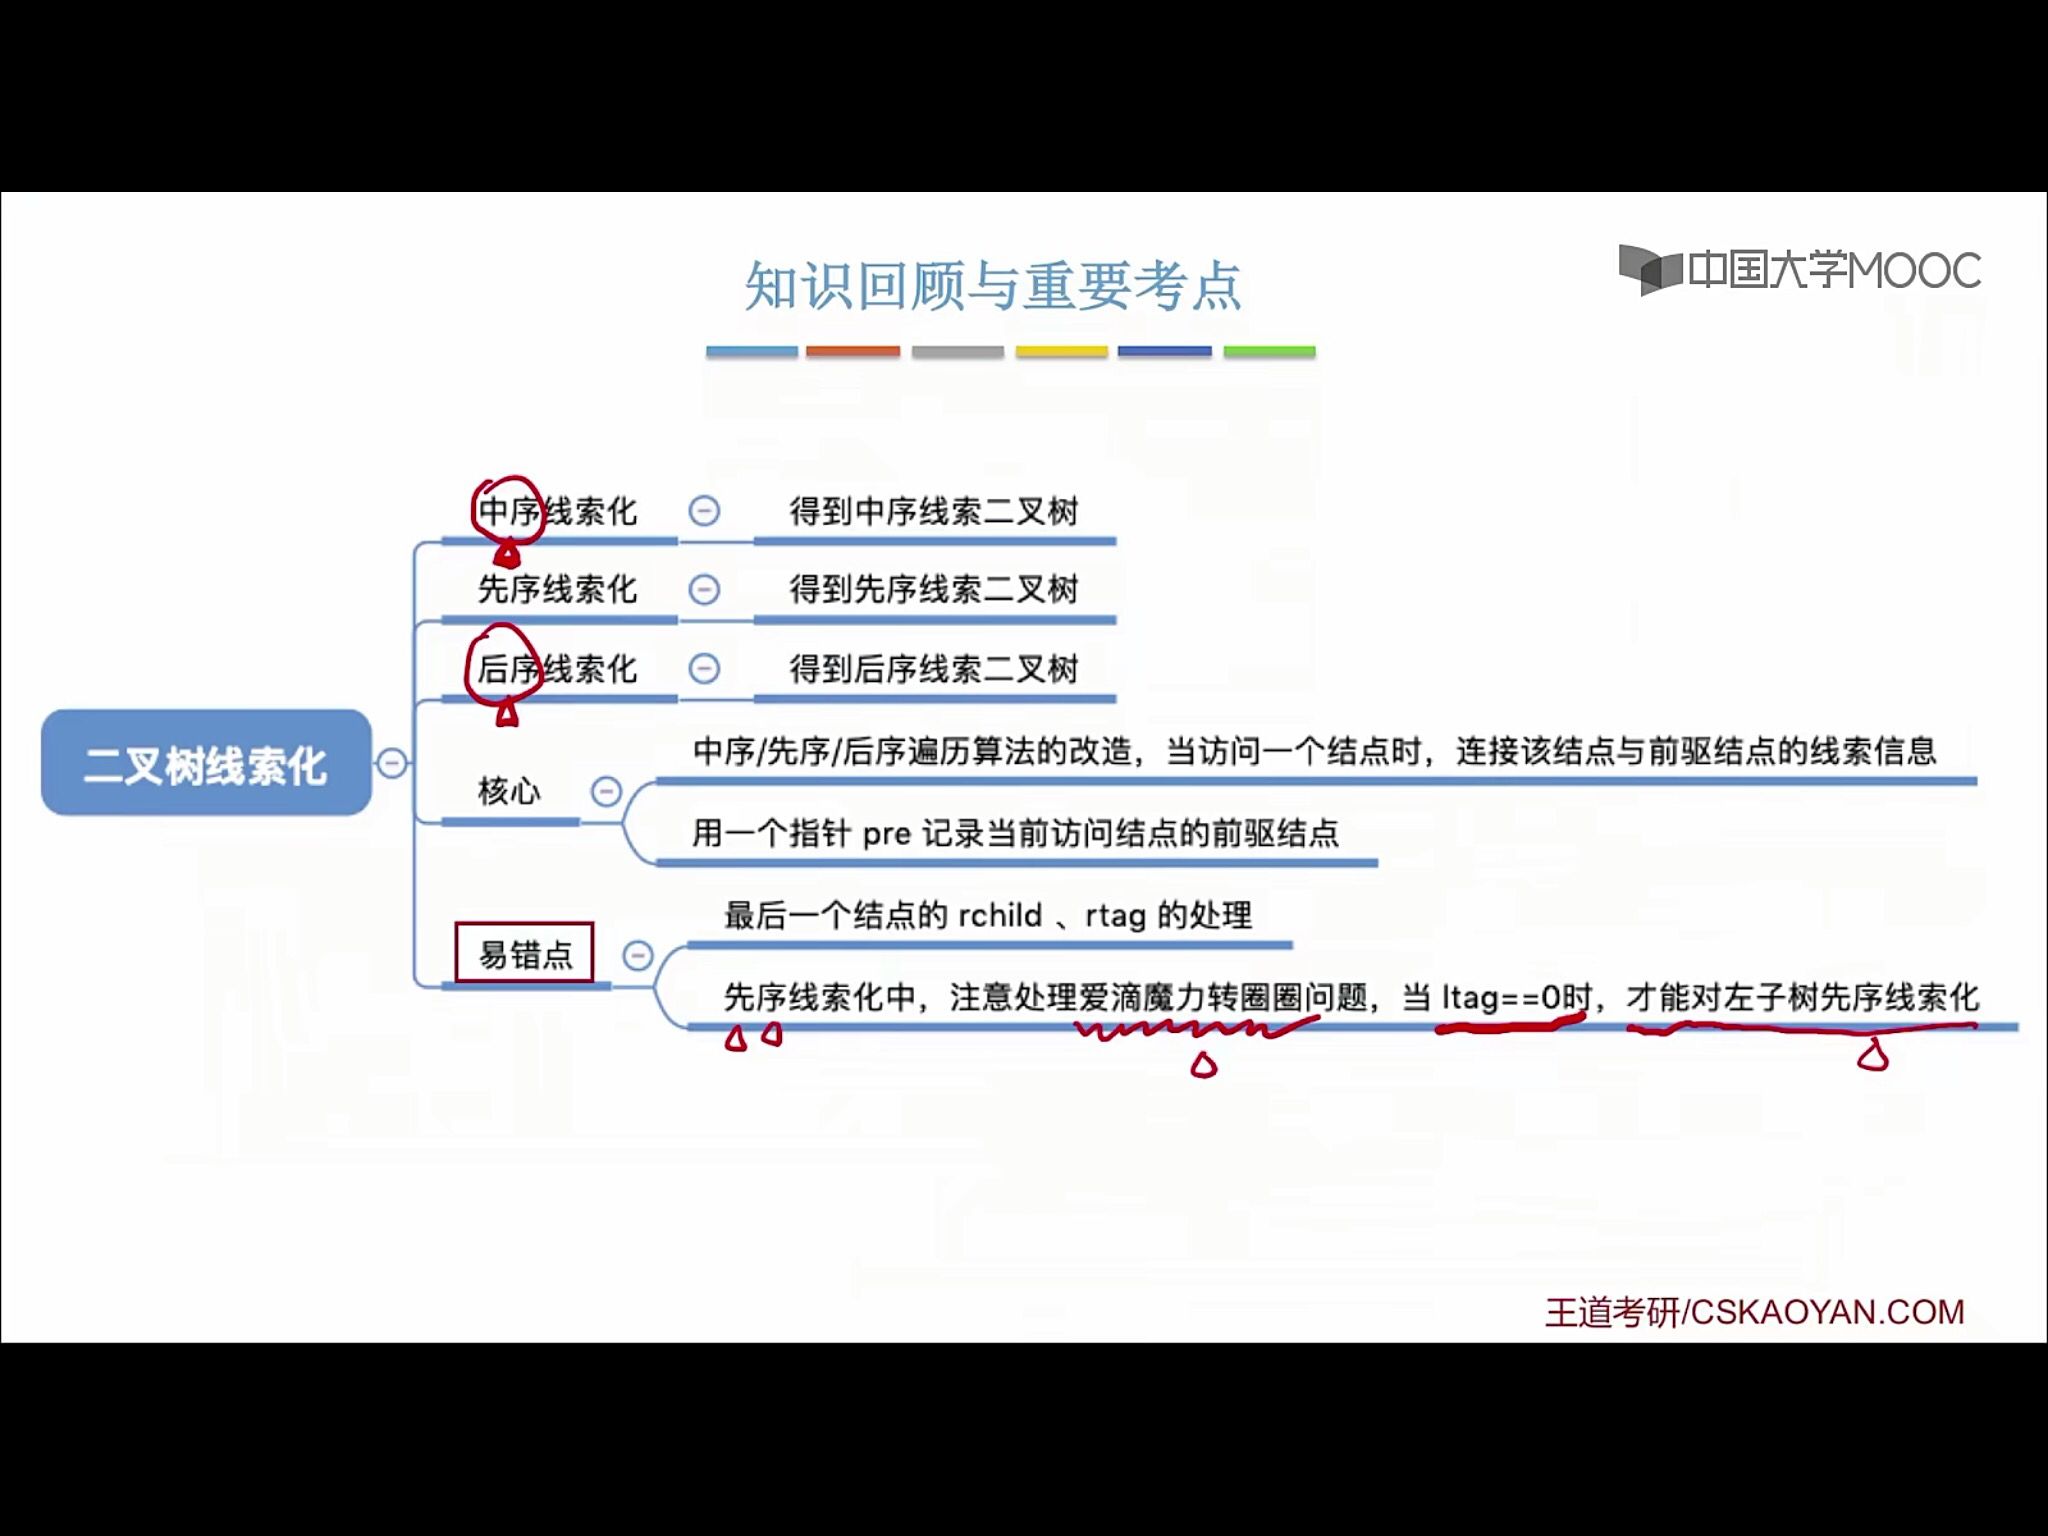 知识回顾与重要考点
中国大学MOOC
二叉树线索化
中序线索化
得到中序线索二叉树
先序线索化
得到先序线索二叉树
后序线索化
得到后序线索二叉树
核心
中序/先序/后序遍历算法的改造，当访问一个结点时，连接该结点与前驱结点的线索信息
用一个指针 pre 记录当前访问结点的前驱结点
易错点
最后一个结点的 rchild 、rtag 的处理
先序线索化中，注意处理爱滴魔力转圈圈问题，当 ltag==0时，才能对左子树先序线索化
王道考研/CSKAOYAN.COM